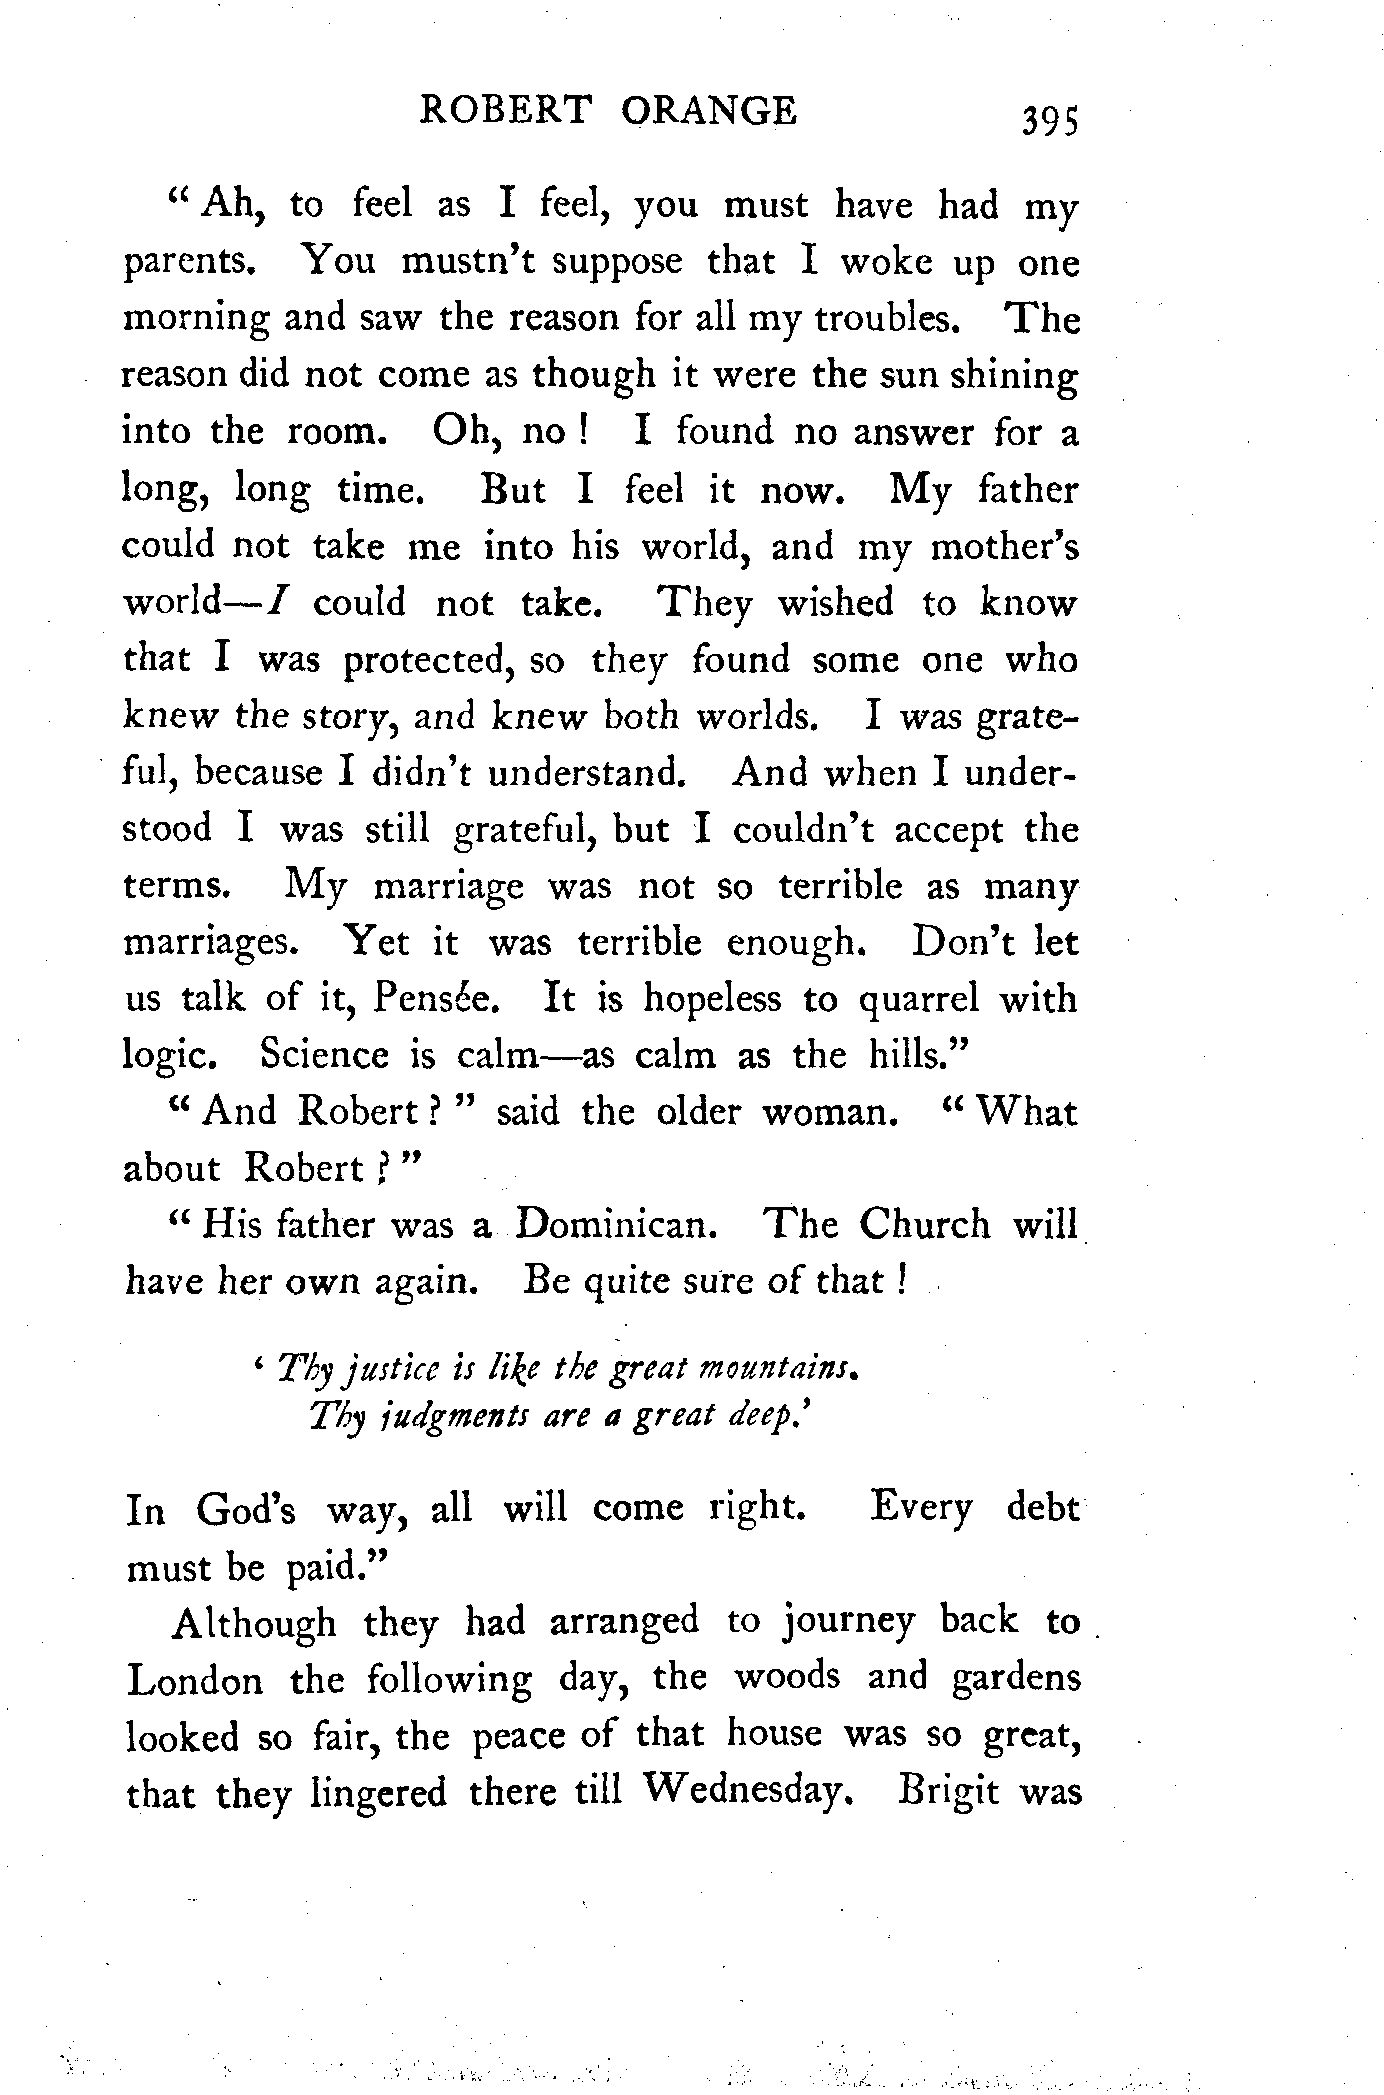 ROBERT ORANGE 395
“ Ah, to feel as I feel, you must have had my
parents. You mustn’t suppose that I woke up one
morning and saw the reason for all my troubles. The
reason did not come as though it were the sun shining
into the room. Oh, no ! I found no answer for a
long, long time. But I feel it now. My father
could not take me into his world, and my mother’s
world—I could not take. They wished to know
that I was protected, so they found some one who
knew the story, and knew both worlds. I was grate-
ful, because I didn’t understand. And when I under-
stood I was still grateful, but I couldn’t accept the
terms. My marriage was not so terrible as many
marriages. Yet it was terrible enough. Don’t let
us talk of it, Pensée. It is hopeless to quarrel with
logic. Science is calm—as calm as the hills.”
“ And Robert ? ” said the older woman. “ What
about Robert ? ”
“ His father was a Dominican. The Church will
have her own again. Be quite sure of that !
‘ Thy justice is like the great mountains.
Thy judgments are a great deep.’
In God’s way, all will come right. Every debt
must be paid.”
Although they had arranged to journey back to
London the following day, the woods and gardens
looked so fair, the peace of that house was so great,
that they lingered there till Wednesday. Brigit was